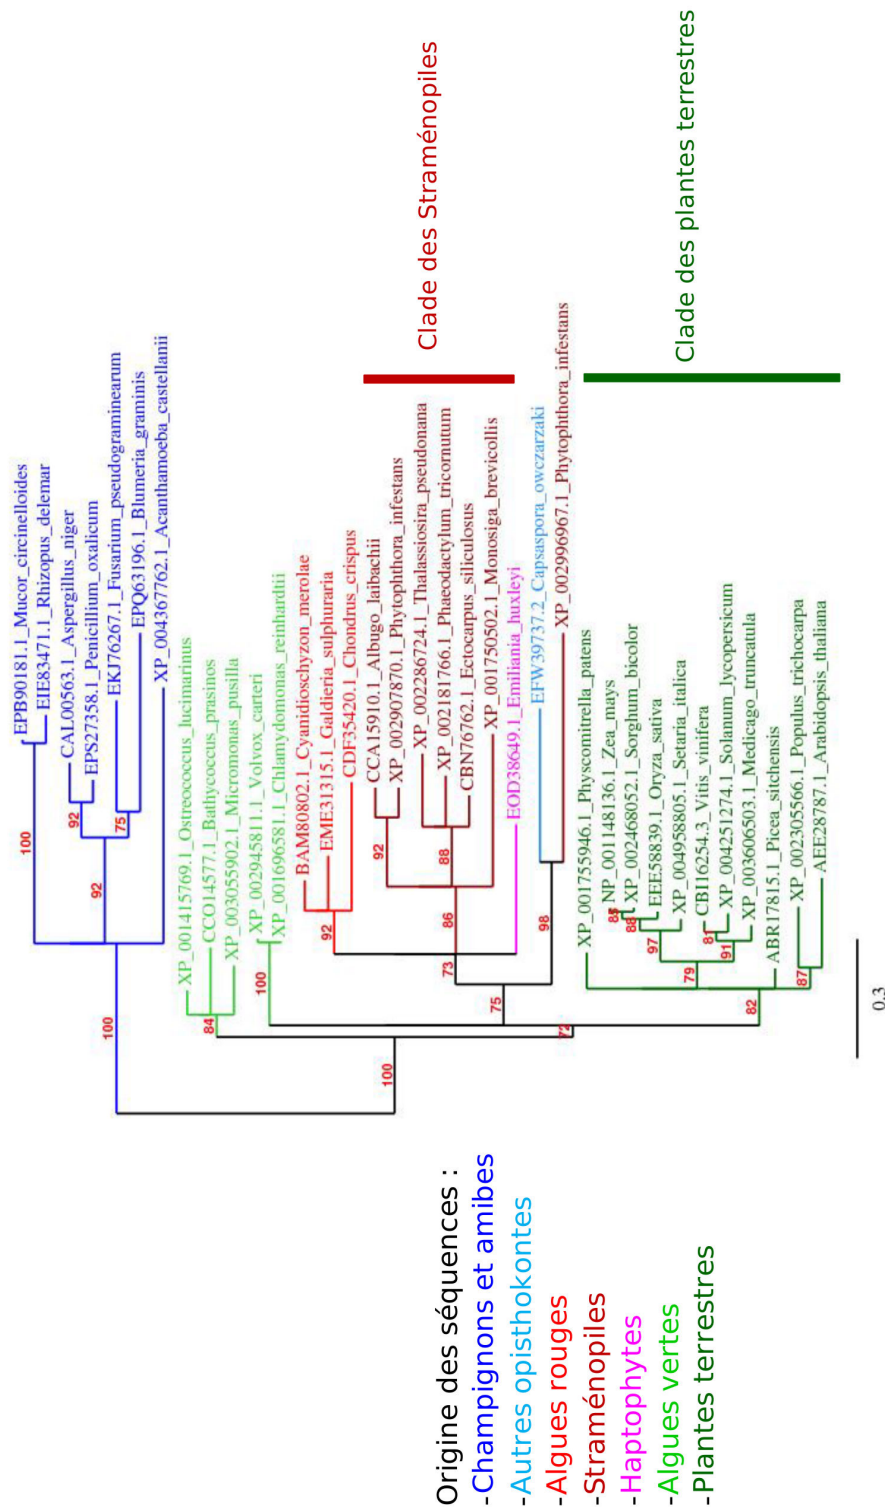 EPB90181.1_Mucor_circinelloides
EIE83471.1_Rhizopus_delemar
100
CAL00563.1_Aspergillus_niger
92
EPS27358.1_Penicillium_oxalicum
92
EKJ76267.1_Fusarium_pseudograminearum
75
EPQ63196.1_Blumeria_graminis
XP_004367762.1_Acanthamoeba_castellanii
100
XP_001415769.1_Ostreococcus_lucimarinus
CCO14577.1_Bathycoccus_prasinos
84
XP_003055902.1_Micromonas_pusilla
XP_002945811.1_Volvox_carteri
100
XP_001696581.1_Chlamydomonas_reinhardtii
BAM80802.1_Cyanidioschyzon_merolae
EME31315.1_Galdieria_sulphuraria
92
CDF35420.1_Chondrus_crispus
CCA15910.1_Albugo_laibachii
92
XP_002907870.1_Phytophthora_infestans
XP_002286724.1_Thalassiosira_pseudonana
88
XP_002181766.1_Phaeodactylum_tricornutum
CBN76762.1_Ectocarpus_siliculosus
86
XP_001750502.1_Monosiga_brevicollis
73
EOD38649.1_Emiliania_huxleyi
75
EFW39737.2_Capsaspora_owczarzaki
98
XP_002996967.1_Phytophthora_infestans
100
72
XP_001755946.1_Physcomitrella_patens
NP_001148136.1_Zea_mays
85
XP_002468052.1_Sorghum_bicolor
88
EEE58839.1_Oryza_sativa
97
XP_004958805.1_Setaria_italica
79
CBI16254.3_Vitis_vinifera
81
XP_004251274.1_Solanum_lycopersicum
91
XP_003606503.1_Medicago_truncatula
82
ABR17815.1_Picea_sitchensis
XP_002305566.1_Populus_trichocarpa
87
AEE28787.1_Arabidopsis_thaliana
0.3
Clade des Straménopiles
Clade des plantes terrestres
Origine des séquences :
-Champignons et amibes
-Autres opisthokontes
-Algues rouges
-Straménopiles
-Haptophytes
-Algues vertes
-Plantes terrestres